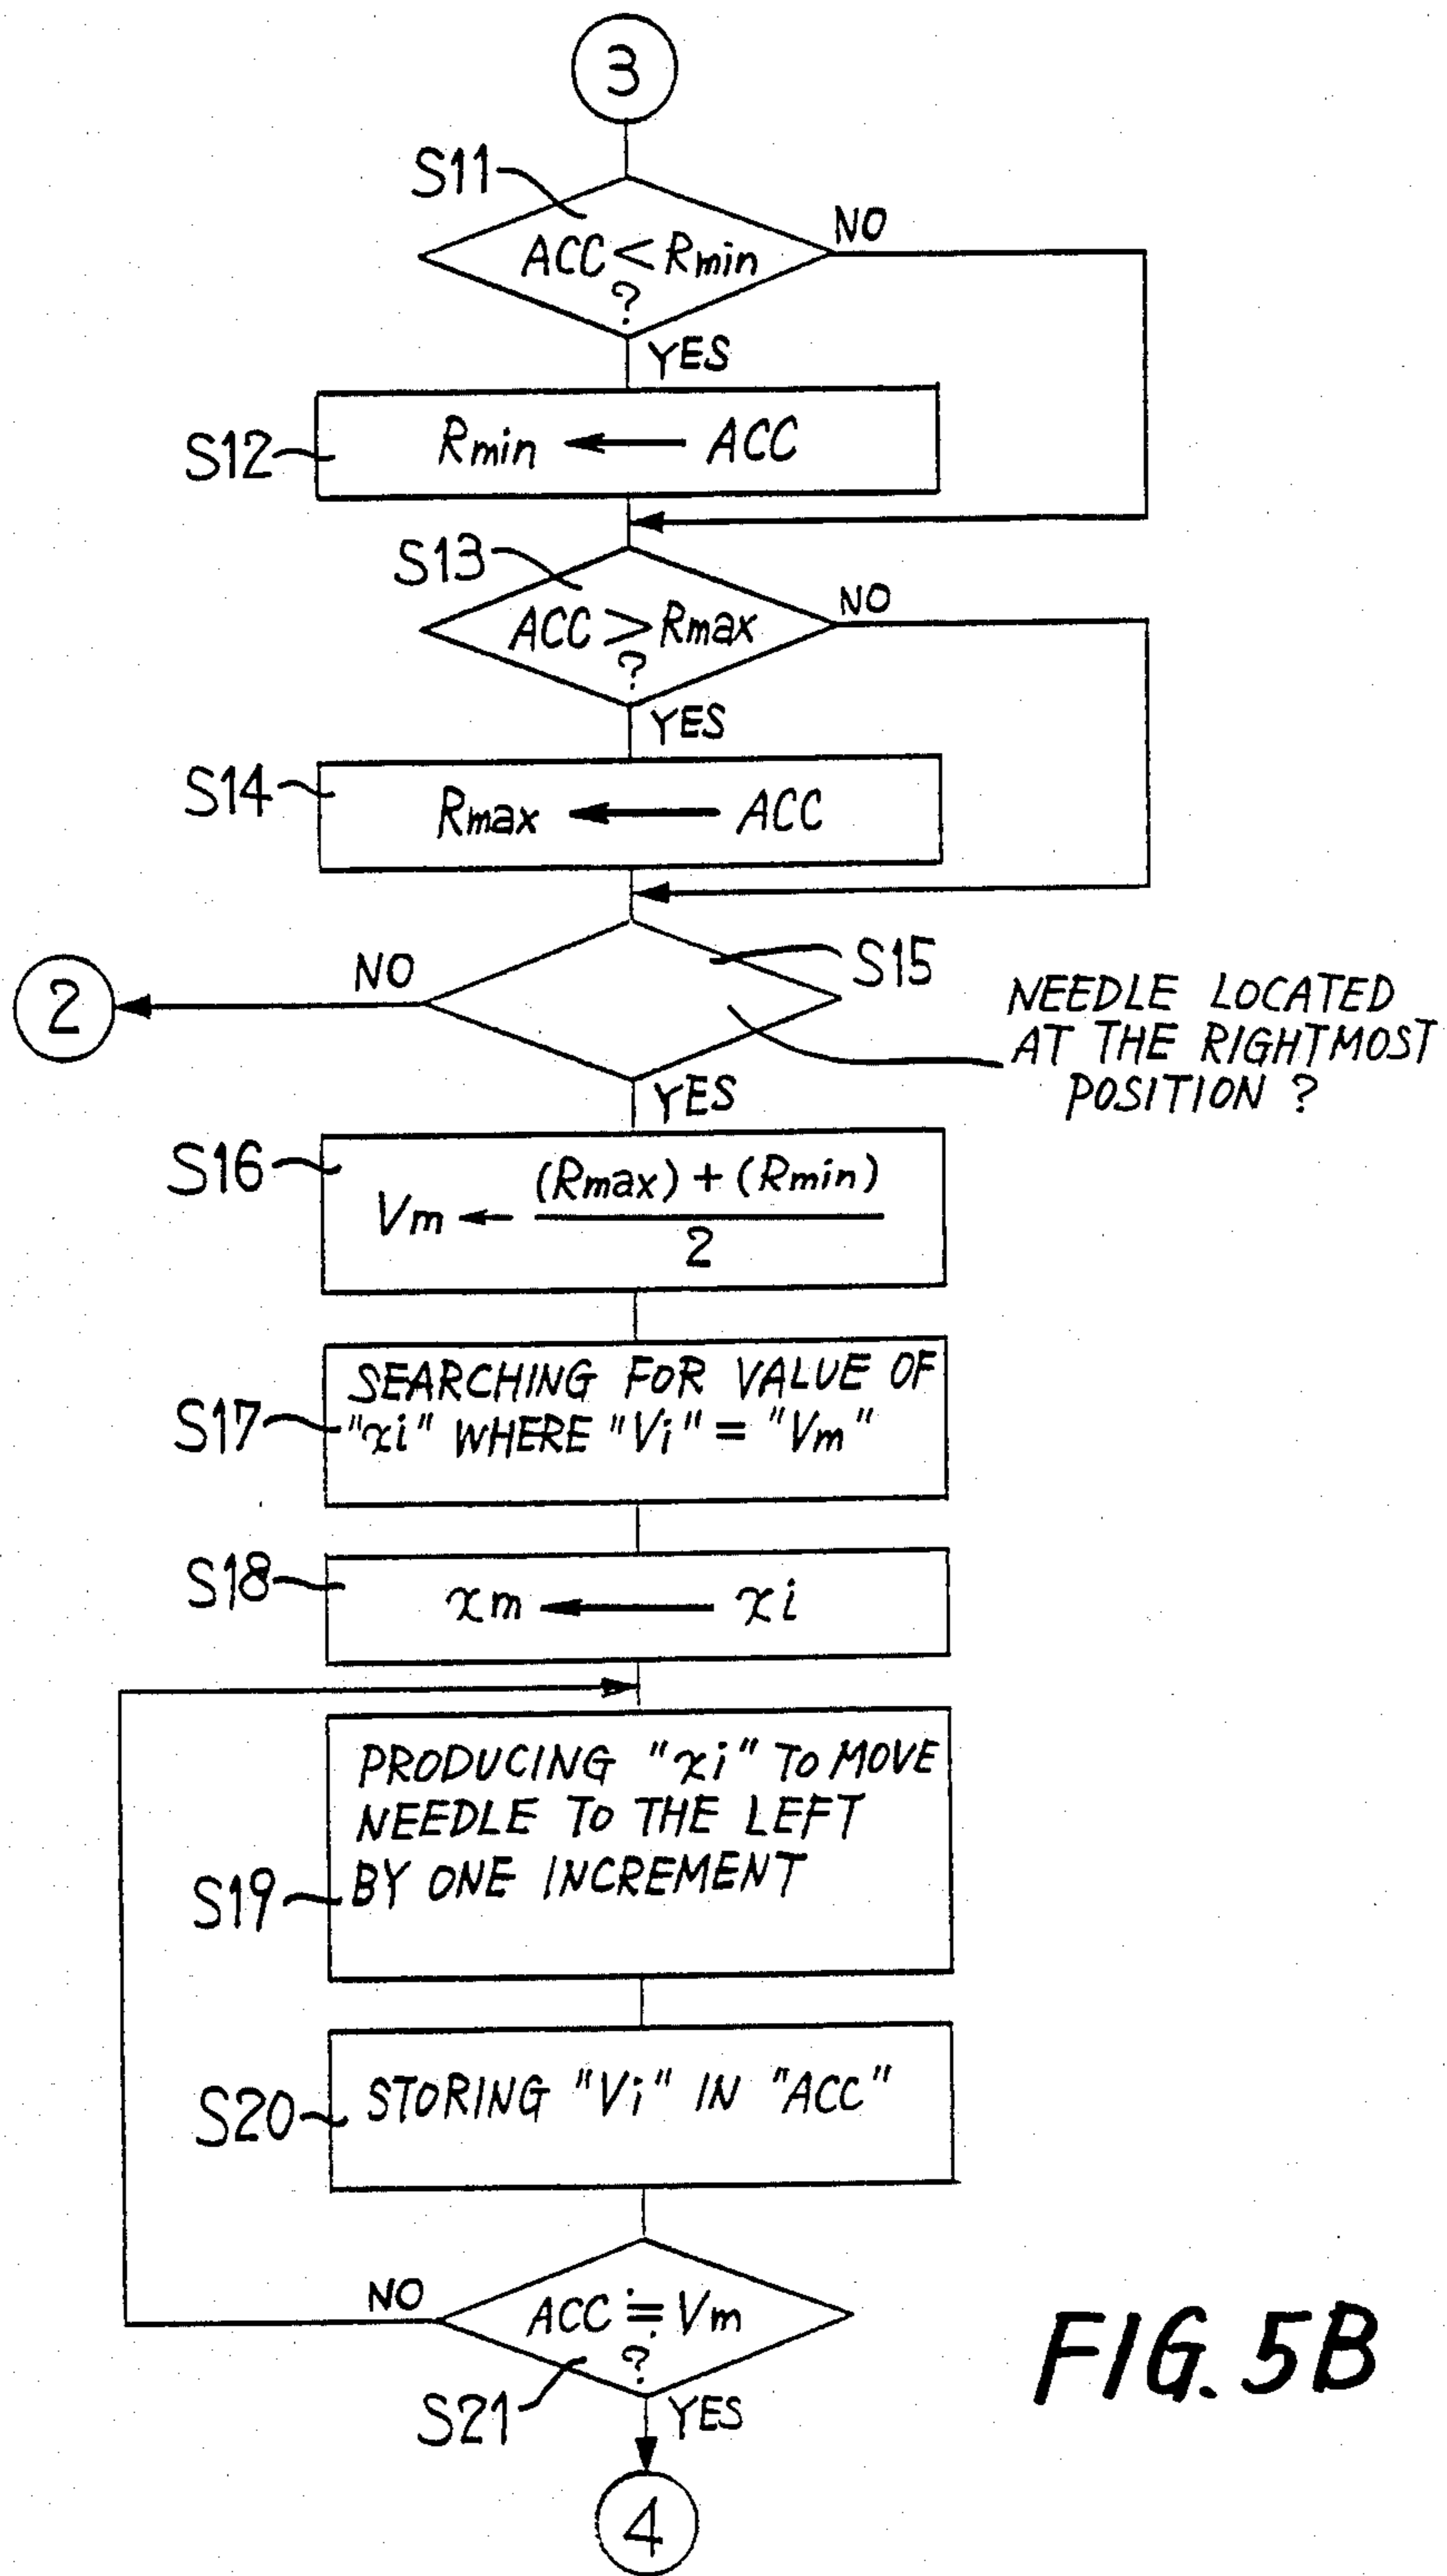 3
S11
ACC < Rmin
?
NO
YES
S12
Rmin ← ACC
S13
ACC > Rmax
?
NO
YES
S14
Rmax ← ACC
S15
NO
2
NEEDLE LOCATED
AT THE RIGHTMOST
POSITION ?
YES
S16
Vm ← (Rmax) + (Rmin)
2
S17
SEARCHING FOR VALUE OF
"xi" WHERE "Vi" = "Vm"
S18
xm ← xi
S19
PRODUCING "xi" TO MOVE
NEEDLE TO THE LEFT
BY ONE INCREMENT
S20
STORING "Vi" IN "ACC"
NO
ACC ≒ Vm
?
S21
YES
4
FIG. 5B